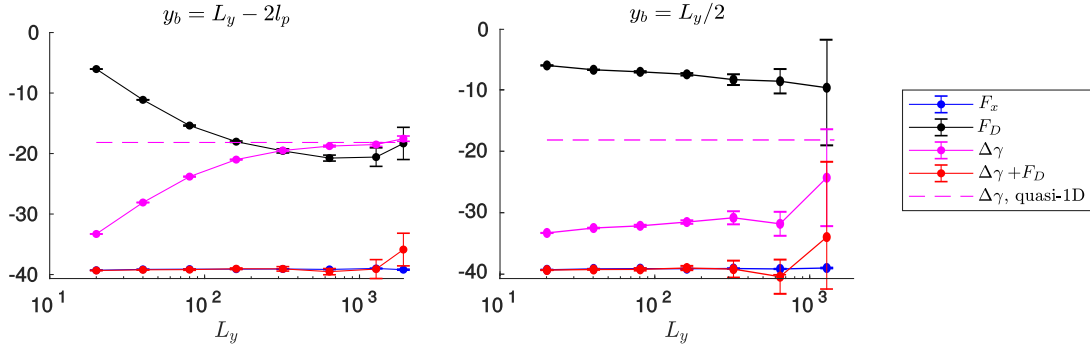 y_b = L_y − 2l_p
0
-10
-20
-30
-40
10^1
10^2
10^3
L_y
y_b = L_y/2
0
-10
-20
-30
-40
10^1
10^2
10^3
L_y
F_x
F_D
Δγ
Δγ +F_D
Δγ, quasi-1D